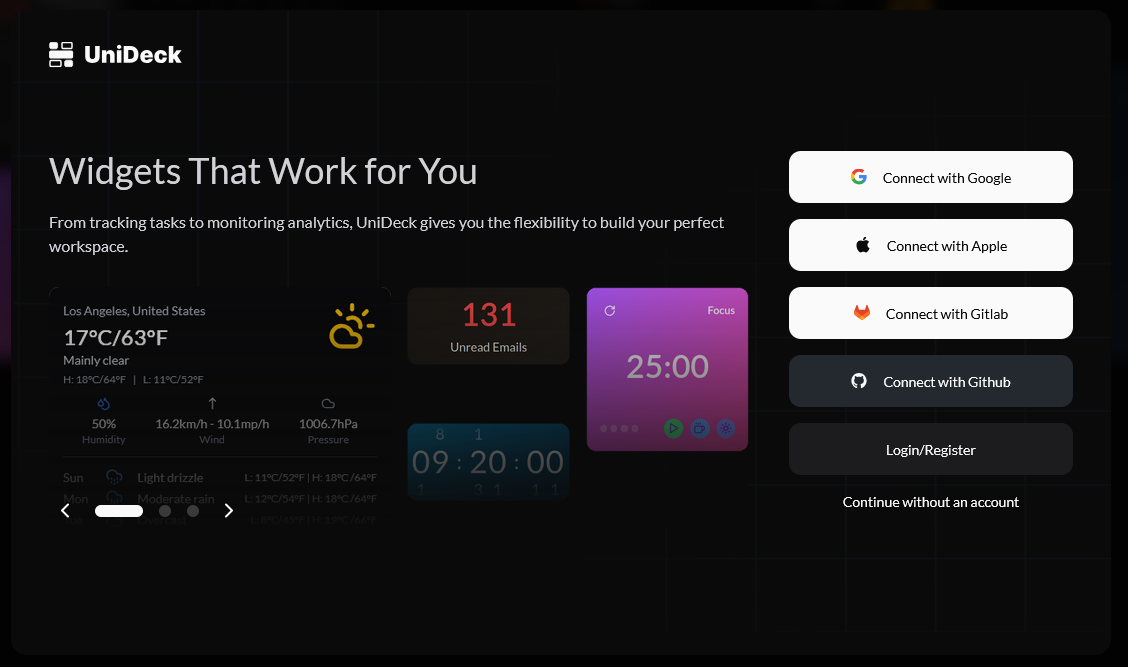 UniDeck
Widgets That Work for You
From tracking tasks to monitoring analytics, UniDeck gives you the flexibility to build your perfect
workspace.
Los Angeles, United States
17°C/63°F
Mainly clear
H: 18°C/64°F | L: 11°C/52°F
50%
Humidity
16.2km/h - 10.1mp/h
Wind
1006.7hPa
Pressure
Sun Light drizzle L: 11°C/52°F | H: 18°C /64°F
Mon Moderate rain L: 12°C/54°F | H: 18°C /64°F
131
Unread Emails
8 1
09 : 20 : 00
1 3 1 1 1
Focus
25:00
Connect with Google
Connect with Apple
Connect with Gitlab
Connect with Github
Login/Register
Continue without an account